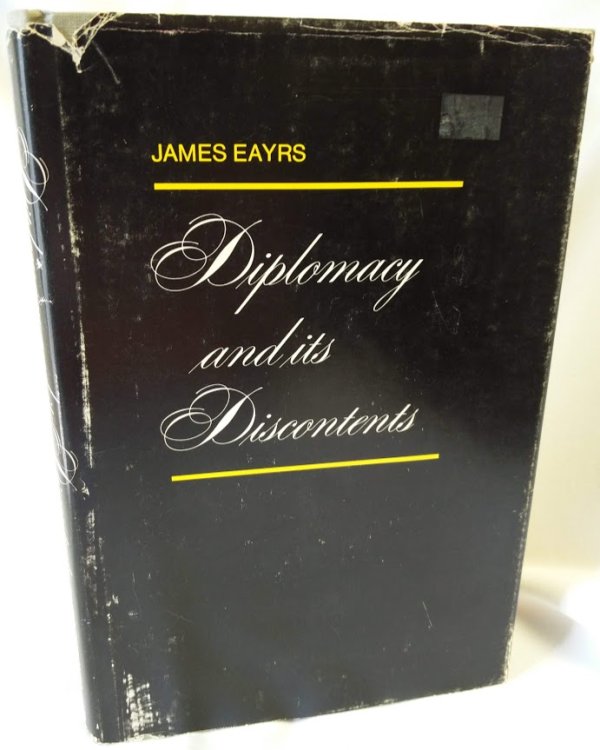 JAMES EAYRS
Diplomacy
and its
Discontents